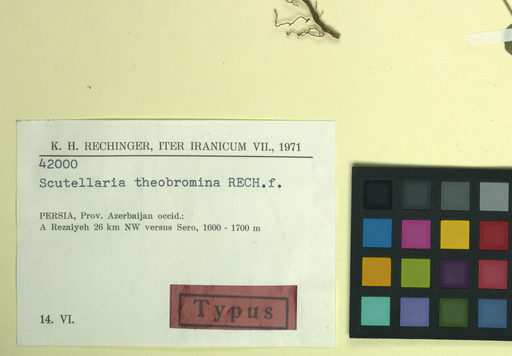 K. H. RECHINGER, ITER IRANICUM VII., 1971
42000
Scutellaria theobromina RECH.f.
PERSIA, Prov. Azerbaijan occid.:
A Rezaiyeh 26 km NW versus Sero, 1600 - 1700 m
Typus
14. VI.